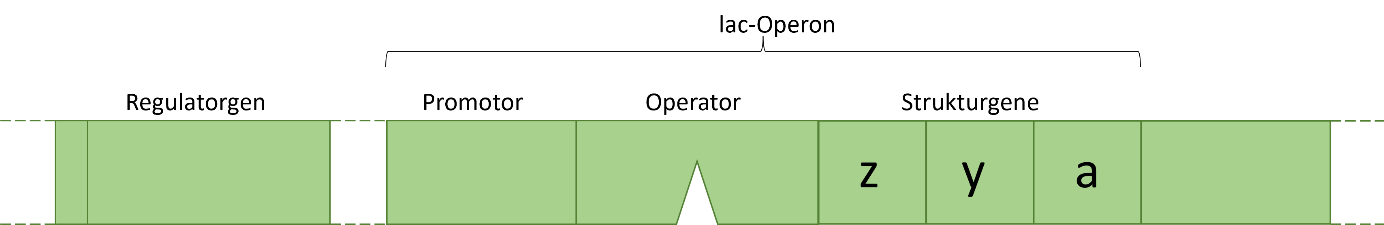 lac-Operon
Regulatorgen
Promotor
Operator
Strukturgene
z
y
a